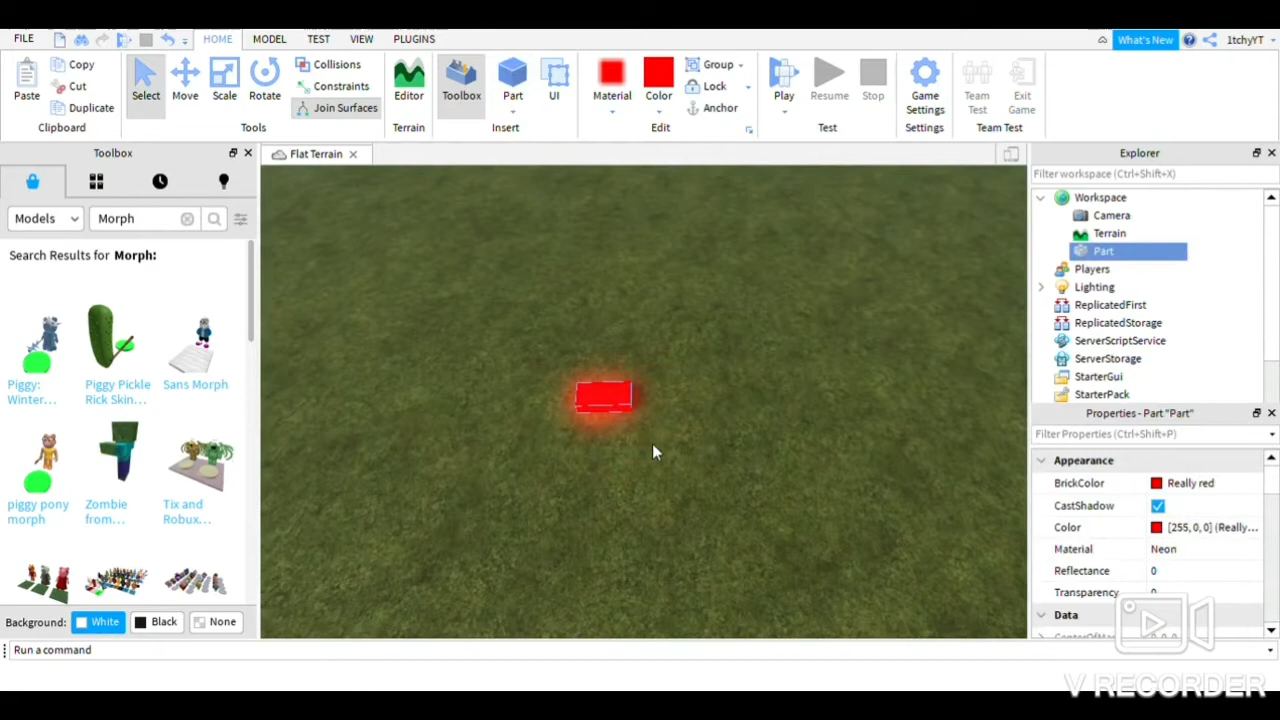 FILE HOME MODEL TEST VIEW PLUGINS What's New 1tchyYT
Copy Cut Duplicate Paste Clipboard
Select Move Scale Rotate Collisions Constraints Join Surfaces Tools
Editor Terrain
Toolbox Part UI Insert
Material Color Group Lock Anchor Edit
Play Resume Stop Test
Game Settings Settings
Team Test Exit Game Team Test
Toolbox
Models Morph
Search Results for Morph:
Piggy: Winter...
Piggy Pickle Rick Skin...
Sans Morph
piggy pony morph
Zombie from...
Tix and Robux...
Background: White Black None
Run a command
Flat Terrain
Explorer
Filter workspace (Ctrl+Shift+X)
Workspace
Camera
Terrain
Part
Players
Lighting
ReplicatedFirst
ReplicatedStorage
ServerScriptService
ServerStorage
StarterGui
StarterPack
Properties - Part "Part"
Filter Properties (Ctrl+Shift+P)
Appearance
BrickColor Really red
CastShadow
Color [255, 0, 0] (Really...
Material Neon
Reflectance 0
Transparency 0
Data
V RECORDER